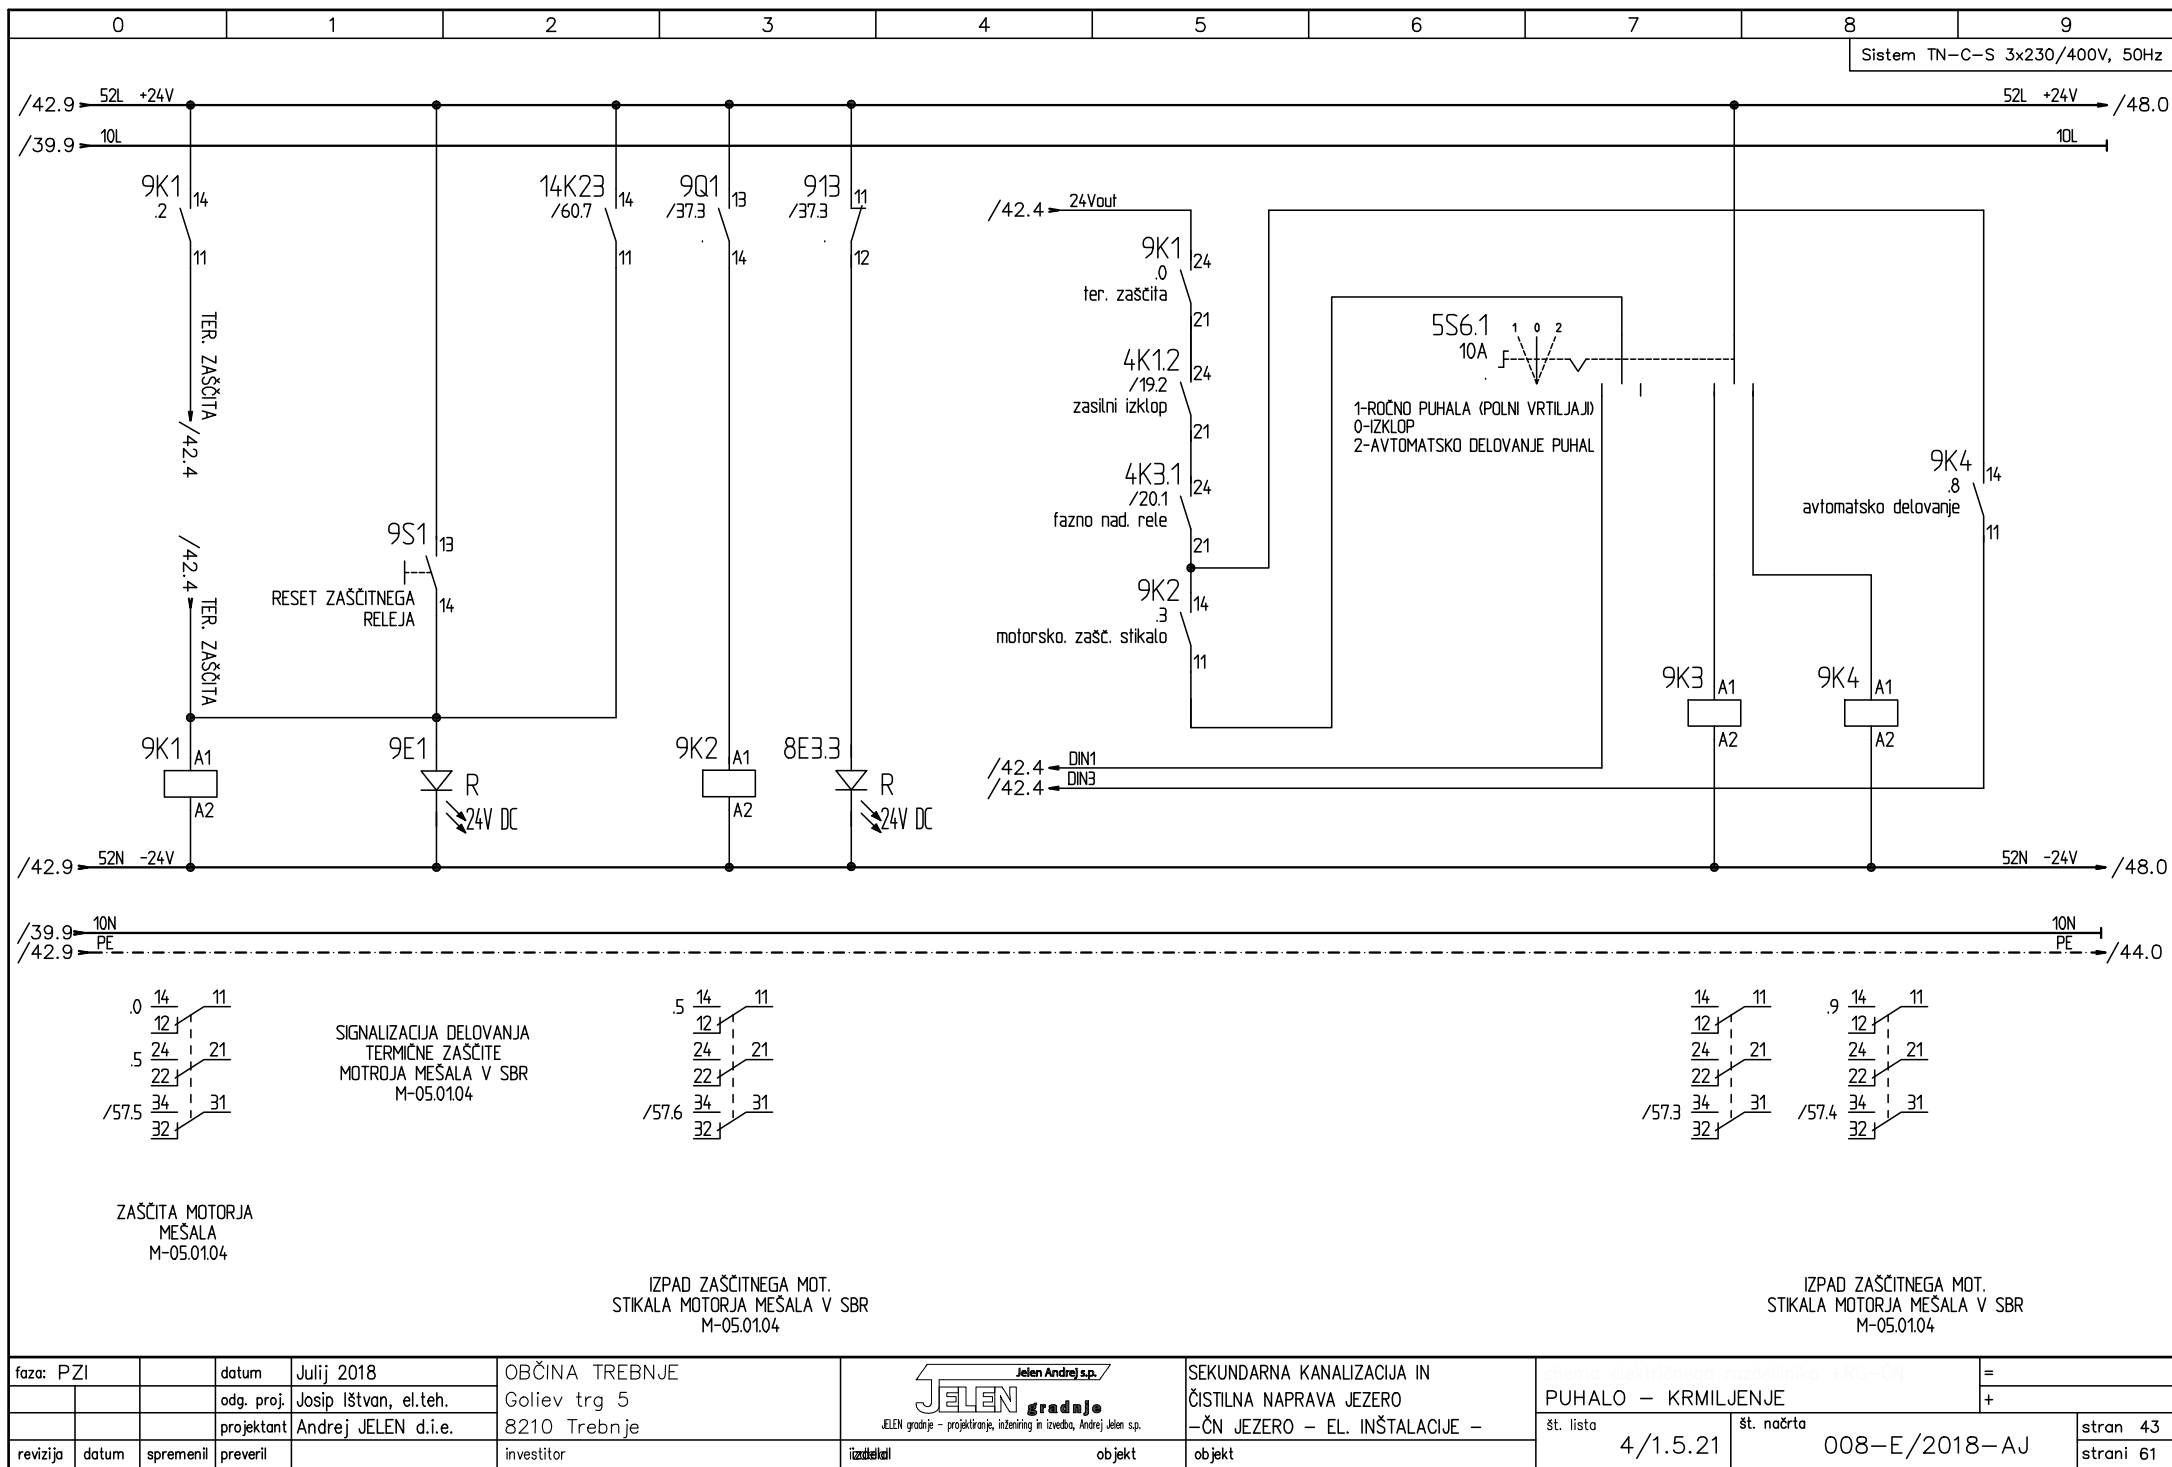 0 1 2 3 4 5 6 7 8 9
Sistem TN-C-S 3x230/400V, 50Hz
/42.9 52L +24V 52L +24V /48.0
/39.9 10L 10L
9K1
.2
14
11
TER. ZAŠČITA
/42.4
/42.4
TER. ZAŠČITA
9K1
A1
A2
9S1
13
14
RESET ZAŠČITNEGA
RELEJA
9E1
R
24V DC
14K23
/60.7
14
11
9Q1
/37.3
13
14
9K2
A1
A2
913
/37.3
11
12
8E3.3
R
24V DC
/42.4 24Vout
9K1
.0
ter. zaščita
24
21
4K1.2
/19.2
zasilni izklop
24
21
4K3.1
/20.1
fazno nad. rele
24
21
9K2
.3
motorsko. zašč. stikalo
14
11
/42.4 DIN1
/42.4 DIN3
5S6.1
10A
1 0 2
1-ROČNO PUHALA (POLNI VRTILJAJI)
0-IZKLOP
2-AVTOMATSKO DELOVANJE PUHAL
9K3
A1
A2
9K4
A1
A2
9K4
.8
avtomatsko delovanje
14
11
/42.9 52N -24V 52N -24V /48.0
/39.9 10N 10N
/42.9 PE PE /44.0
.0 14 11
12
.5 24 21
22
/57.5 34 31
32
SIGNALIZACIJA DELOVANJA
TERMIČNE ZAŠČITE
MOTROJA MEŠALA V SBR
M-05.01.04
.5 14 11
12
24 21
22
/57.6 34 31
32
14 11
12
24 21
22
/57.3 34 31
32
.9 14 11
12
24 21
22
/57.4 34 31
32
ZAŠČITA MOTORJA
MEŠALA
M-05.01.04
IZPAD ZAŠČITNEGA MOT.
STIKALA MOTORJA MEŠALA V SBR
M-05.01.04
IZPAD ZAŠČITNEGA MOT.
STIKALA MOTORJA MEŠALA V SBR
M-05.01.04
faza: PZI
datum Julij 2018
odg. proj. Josip Ištvan, el.teh.
projektant Andrej JELEN d.i.e.
revizija datum spremenil preveril
OBČINA TREBNJE
Goliev trg 5
8210 Trebnje
investitor
Jelen Andrej s.p.
JELEN gradnje
JELEN gradnje - projektiranje, inženiring in izvedba, Andrej Jelen s.p.
objekt
SEKUNDARNA KANALIZACIJA IN
ČISTILNA NAPRAVA JEZERO
-ČN JEZERO - EL. INŠTALACIJE -
objekt
PUHALO - KRMILJENJE
=
+
št. lista
4/1.5.21
št. načrta
008-E/2018-AJ
stran 43
strani 61